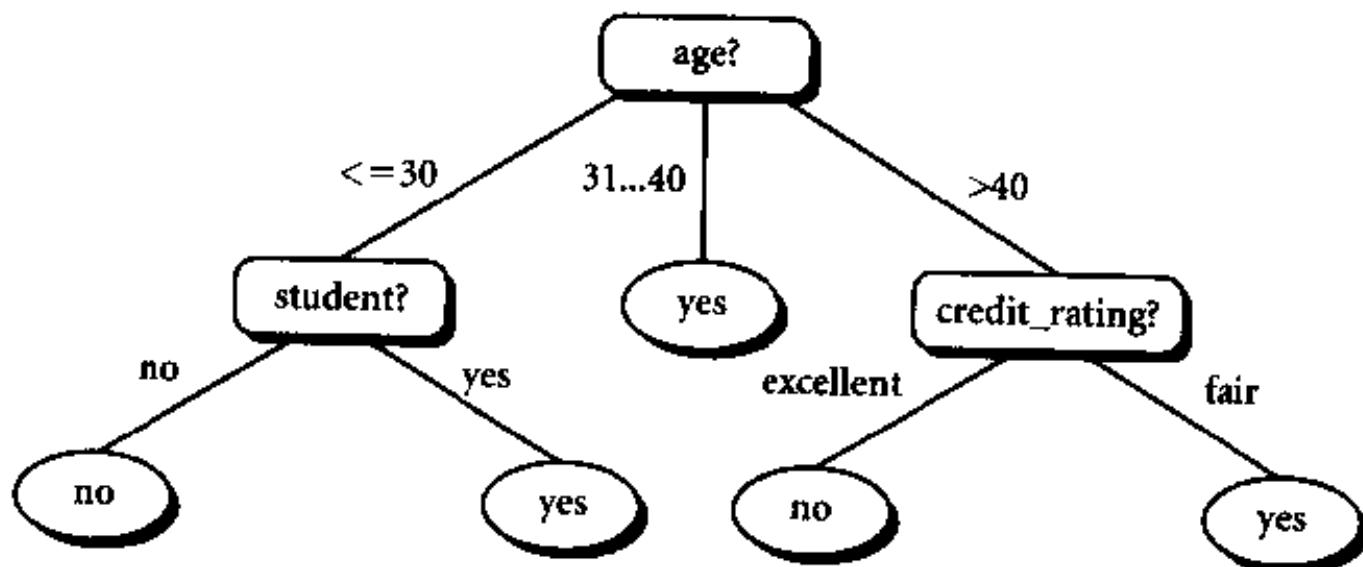 age?
<=30
31...40
>40
student?
yes
credit_rating?
no
yes
excellent
fair
no
yes
no
yes